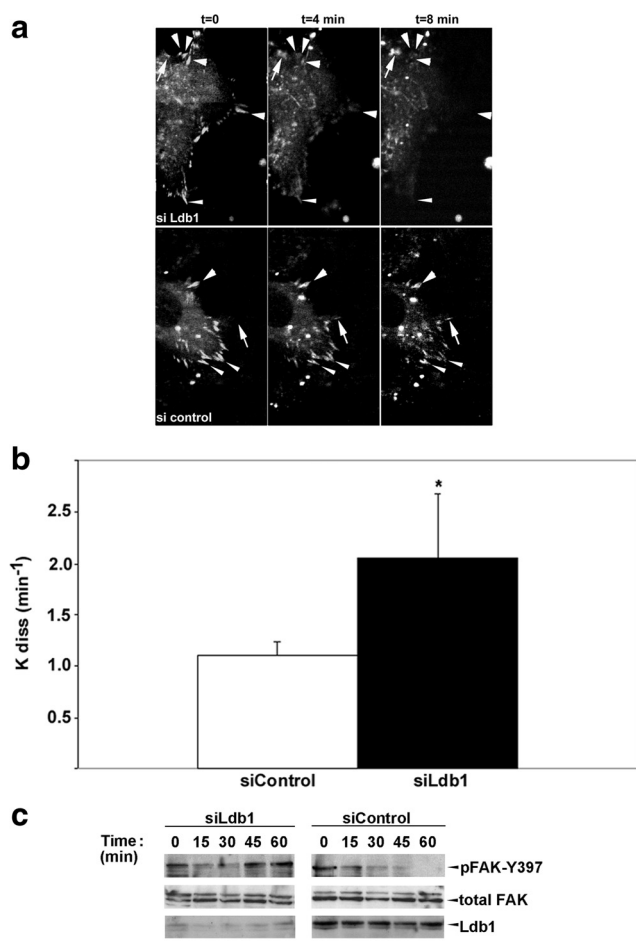 a
t=0 t=4 min t=8 min
si Ldb1
si control
b
K diss (min-1)
2.5
2.0
1.5
1.0
0.5
*
siControl siLdb1
c
siLdb1 siControl
Time: 0 15 30 45 60 0 15 30 45 60
(min)
pFAK-Y397
total FAK
Ldb1